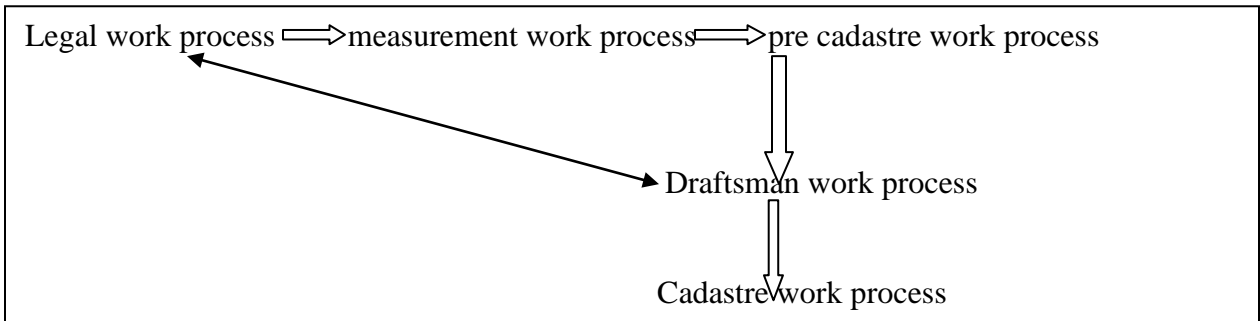 Legal work process measurement work process pre cadastre work process
Draftsman work process
Cadastre work process